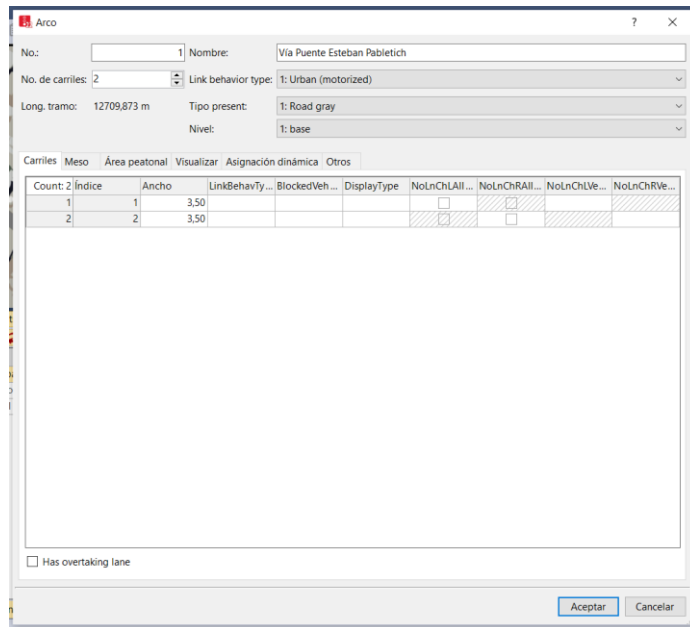 Arco ? ×
No.: 1 Nombre: Vía Puente Esteban Pabletich
No. de carriles: 2 Link behavior type: 1: Urban (motorized)
Long. tramo: 12709,873 m Tipo present: 1: Road gray
Nivel: 1: base
Carriles Meso Área peatonal Visualizar Asignación dinámica Otros
Count: 2 Índice Ancho LinkBehavTy... BlockedVeh... DisplayType NoLnChLAll... NoLnChRAll... NoLnChLVe... NoLnChRVe...
1 1 3,50
2 2 3,50
Has overtaking lane
Aceptar Cancelar